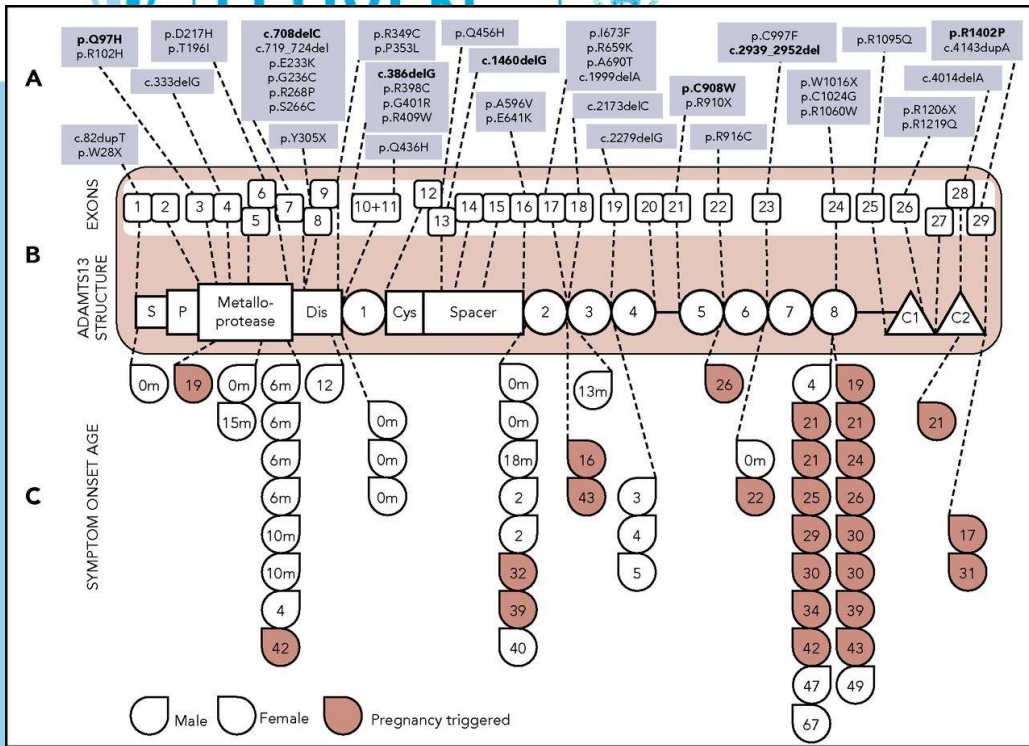 A
p.Q97H
p.R102H
p.D217H
p.T196I
c.333delG
c.82dupT
p.W28X
c.708delC
c.719_724del
p.E233K
p.G236C
p.R268P
p.S266C
p.Y305X
p.R349C
p.P353L
c.386delG
p.R398C
p.G401R
p.R409W
p.Q436H
p.Q456H
c.1460delG
p.A596V
p.E641K
p.I673F
p.R659K
p.A690T
c.1999delA
c.2173delC
c.2279delG
p.C908W
p.R910X
p.R916C
p.C997F
c.2939_2952del
p.W1016X
p.C1024G
p.R1060W
p.R1095Q
p.R1206X
p.R1219Q
c.4014delA
p.R1402P
c.4143dupA
B
EXONS
1
2
3
4
5
6
7
8
9
10+11
12
13
14
15
16
17
18
19
20
21
22
23
24
25
26
27
28
29
ADAMTS13
STRUCTURE
S
P
Metallo-
protease
Dis
1
Cys
Spacer
2
3
4
5
6
7
8
C1
C2
C
SYMPTOM ONSET AGE
0m
19
0m
15m
6m
6m
6m
6m
10m
10m
4
42
12
0m
0m
0m
0m
0m
18m
2
2
32
39
40
13m
16
43
3
4
5
26
0m
22
4
21
21
25
29
30
34
42
47
67
19
21
24
26
30
30
39
43
49
21
17
31
Male
Female
Pregnancy triggered